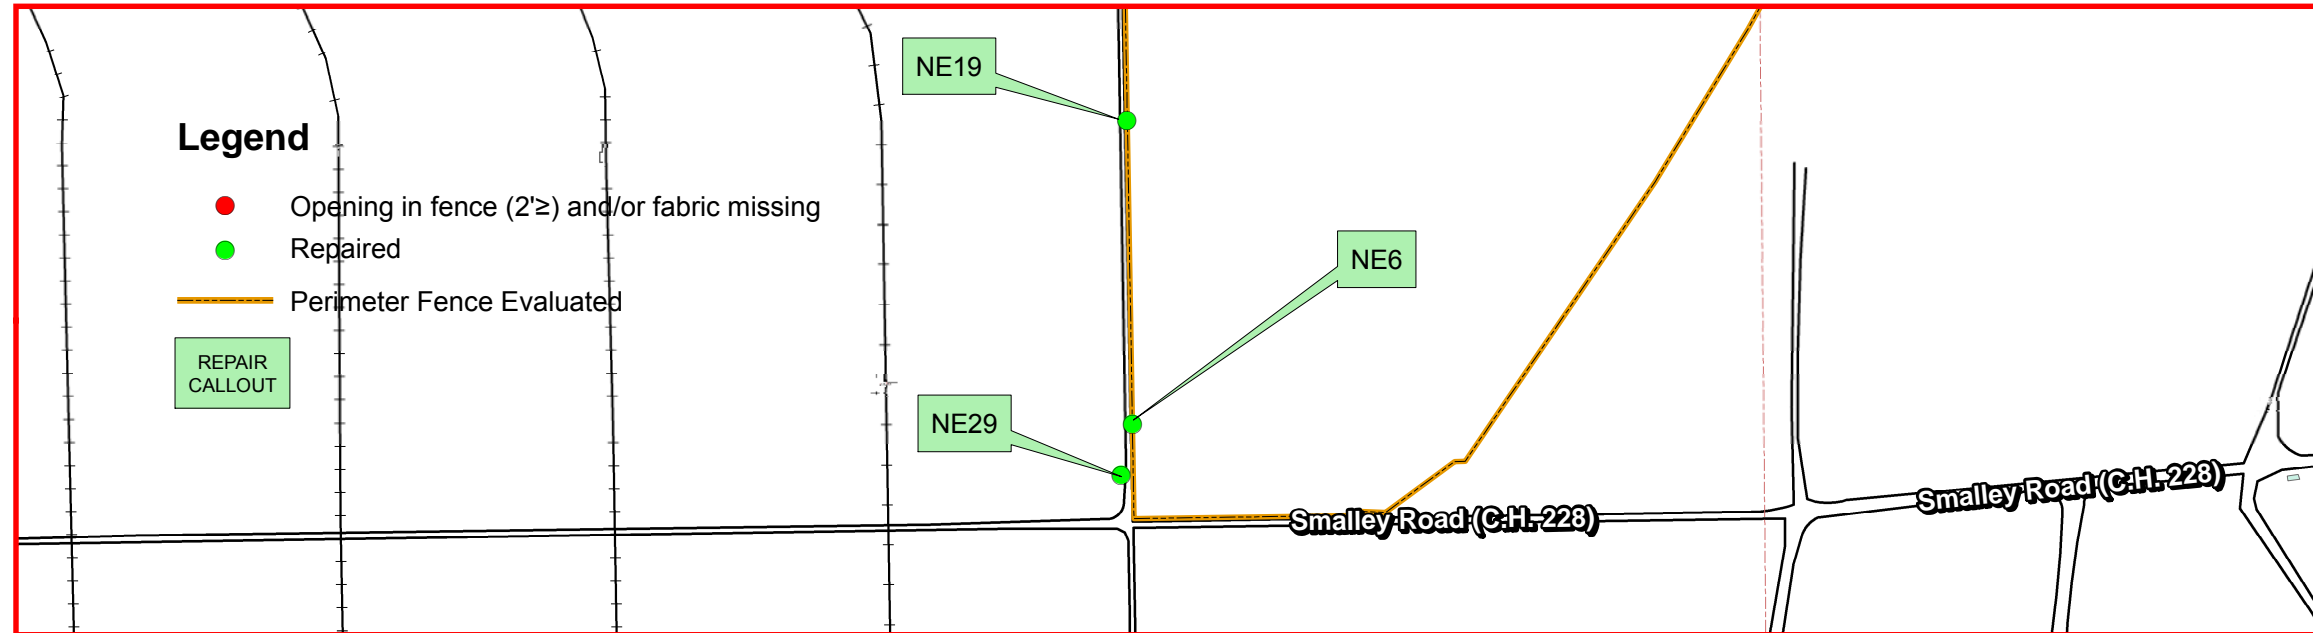 NE19
Legend
Opening in fence (2'≥) and/or fabric missing
Repaired
NE6
Perimeter Fence Evaluated
REPAIR
CALLOUT
NE29
Smalley Road (C.H. 228)
Smalley Road (C.H. 228)